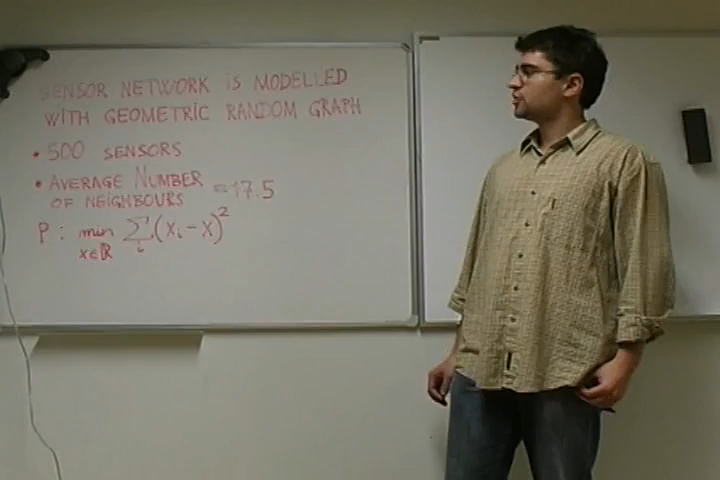 SENSOR NETWORK IS MODELLED
WITH GEOMETRIC RANDOM GRAPH
• 500 SENSORS
• AVERAGE NUMBER
OF NEIGHBOURS = 17.5
P : min ∑ (xᵢ - x)²
x∈ℝ i